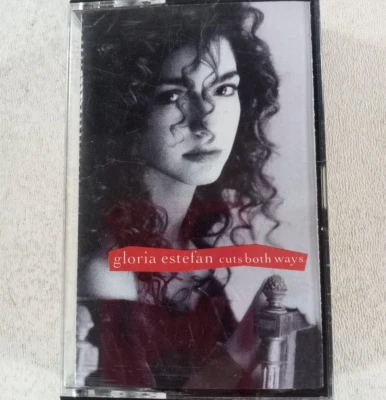 gloria estefan cuts both ways